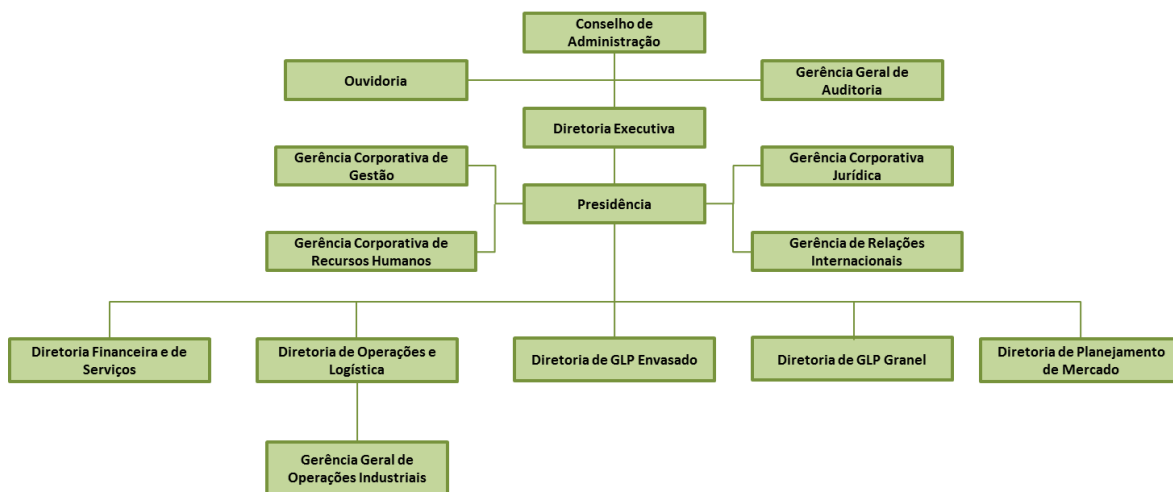 Conselho de
Administração
Ouvidoria
Gerência Geral de
Auditoria
Diretoria Executiva
Gerência Corporativa de
Gestão
Gerência Corporativa
Jurídica
Presidência
Gerência Corporativa de
Recursos Humanos
Gerência de Relações
Internacionais
Diretoria Financeira e de
Serviços
Diretoria de Operações e
Logística
Diretoria de GLP Envasado
Diretoria de GLP Granel
Diretoria de Planejamento
de Mercado
Gerência Geral de
Operações Industriais